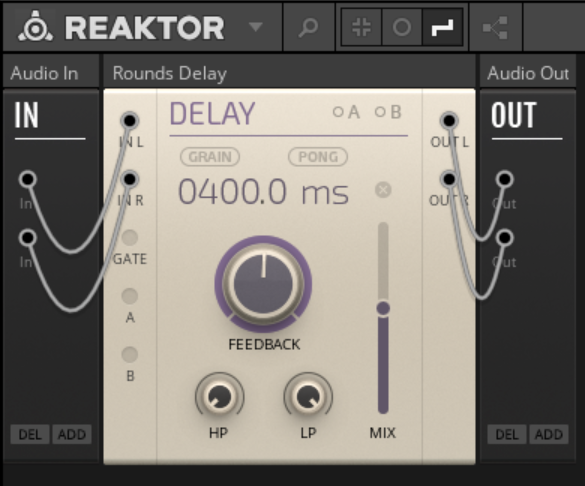 REAKTOR
Audio In
Rounds Delay
Audio Out
IN
DELAY
A
B
OUT
IN L
OUT L
GRAIN
PONG
0400.0 ms
In
IN R
OUT R
Out
In
GATE
Out
A
FEEDBACK
B
HP
LP
MIX
DEL
ADD
DEL
ADD